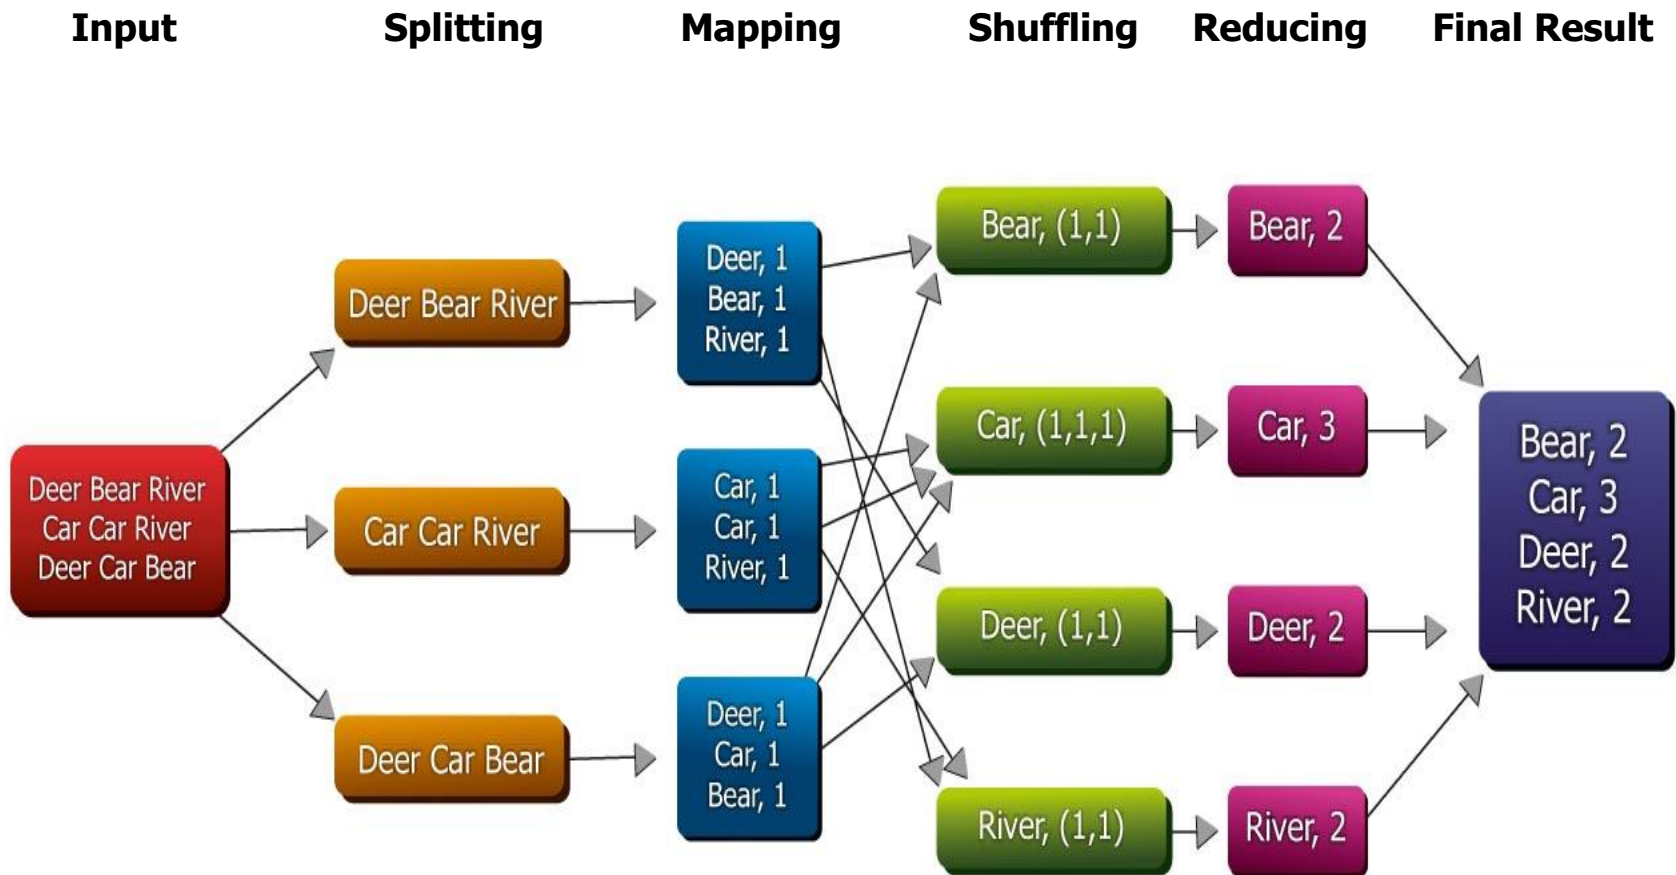 Input
Splitting
Mapping
Shuffling
Reducing
Final Result
Deer Bear River
Car Car River
Deer Car Bear
Deer Bear River
Car Car River
Deer Car Bear
Deer, 1
Bear, 1
River, 1
Car, 1
Car, 1
River, 1
Deer, 1
Car, 1
Bear, 1
Bear, (1,1)
Car, (1,1,1)
Deer, (1,1)
River, (1,1)
Bear, 2
Car, 3
Deer, 2
River, 2
Bear, 2
Car, 3
Deer, 2
River, 2